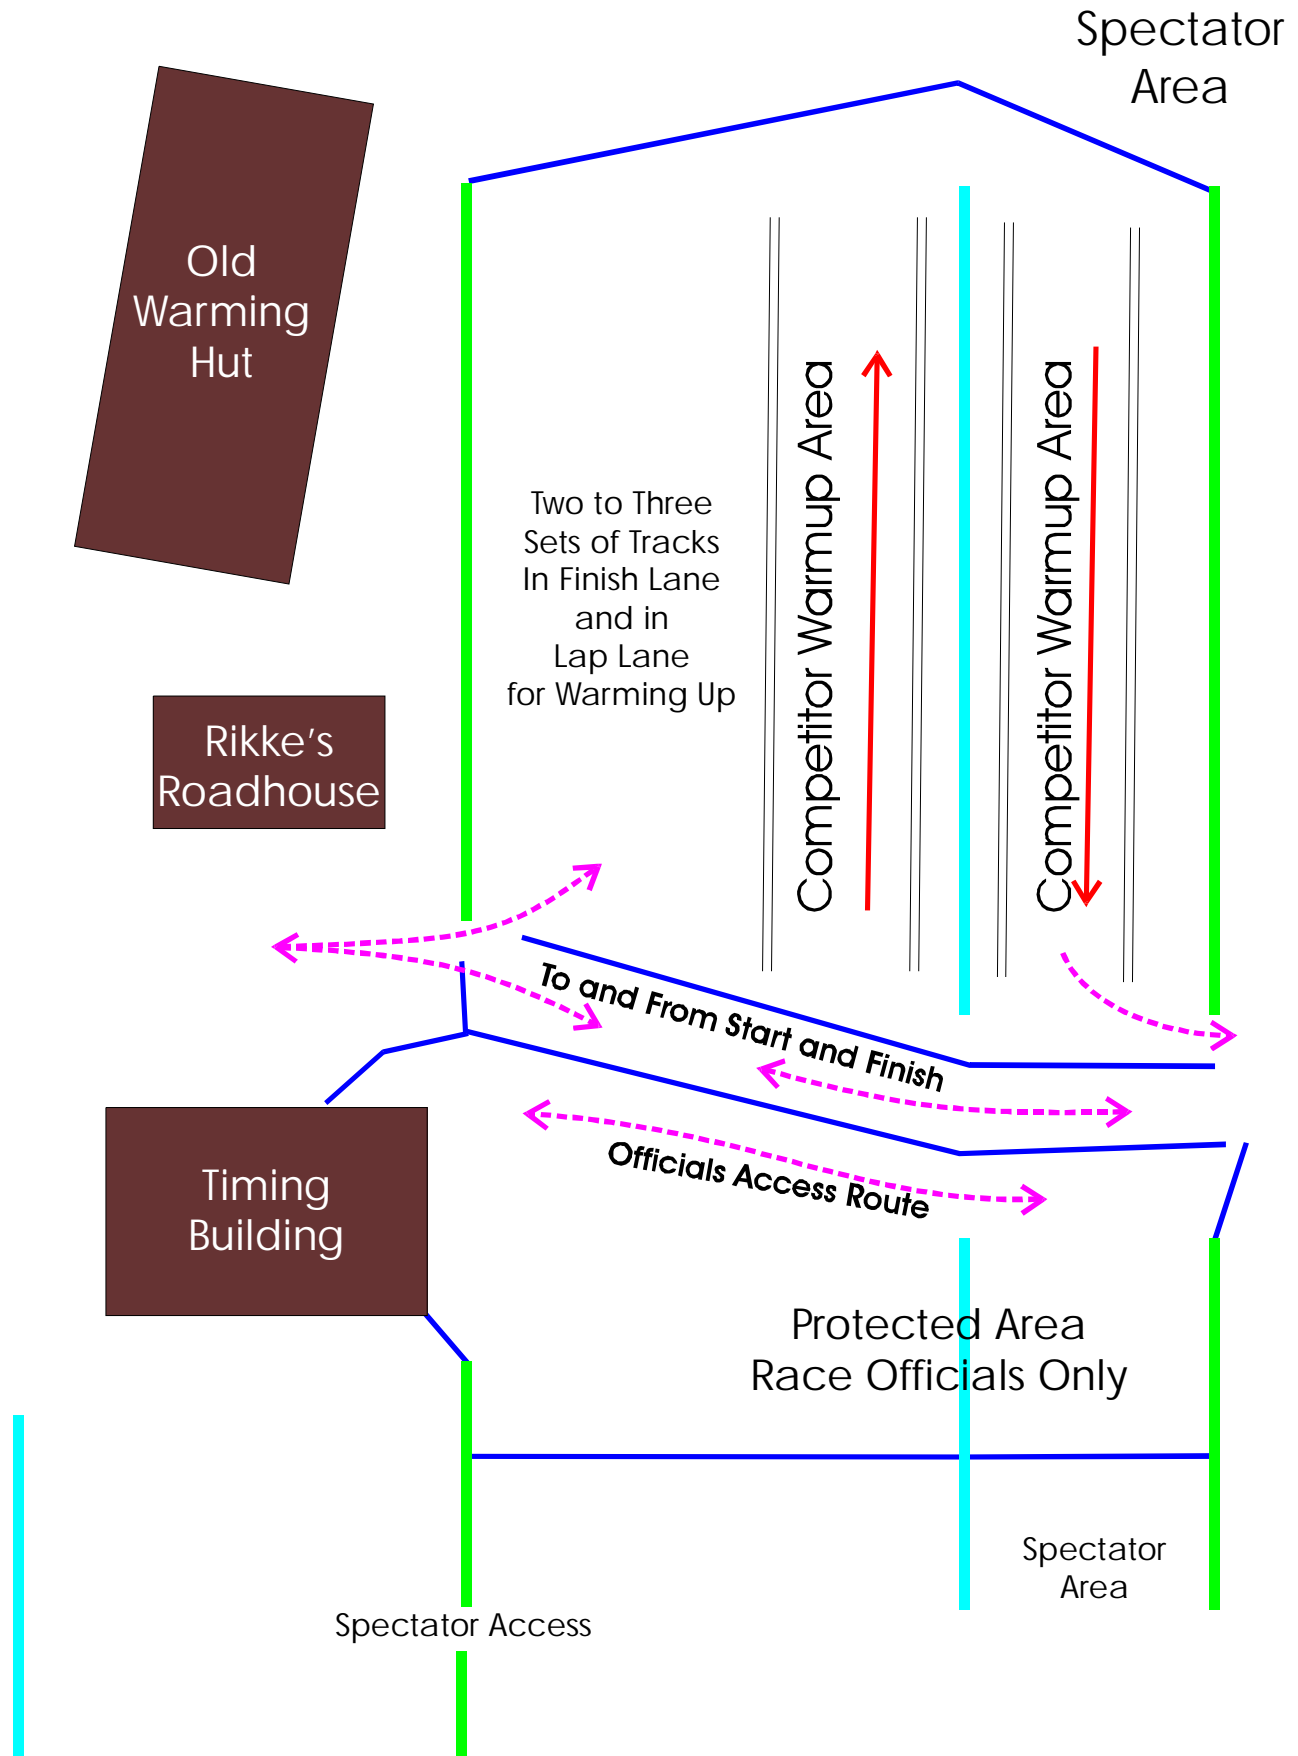 Spectator
Area
Old
Warming
Hut
Competitor Warmup Area
Competitor Warmup Area
Two to Three
Sets of Tracks
In Finish Lane
and in
Lap Lane
for Warming Up
Rikke's
Roadhouse
To and From Start and Finish
Officials Access Route
Timing
Building
Protected Area
Race Officials Only
Spectator
Area
Spectator Access